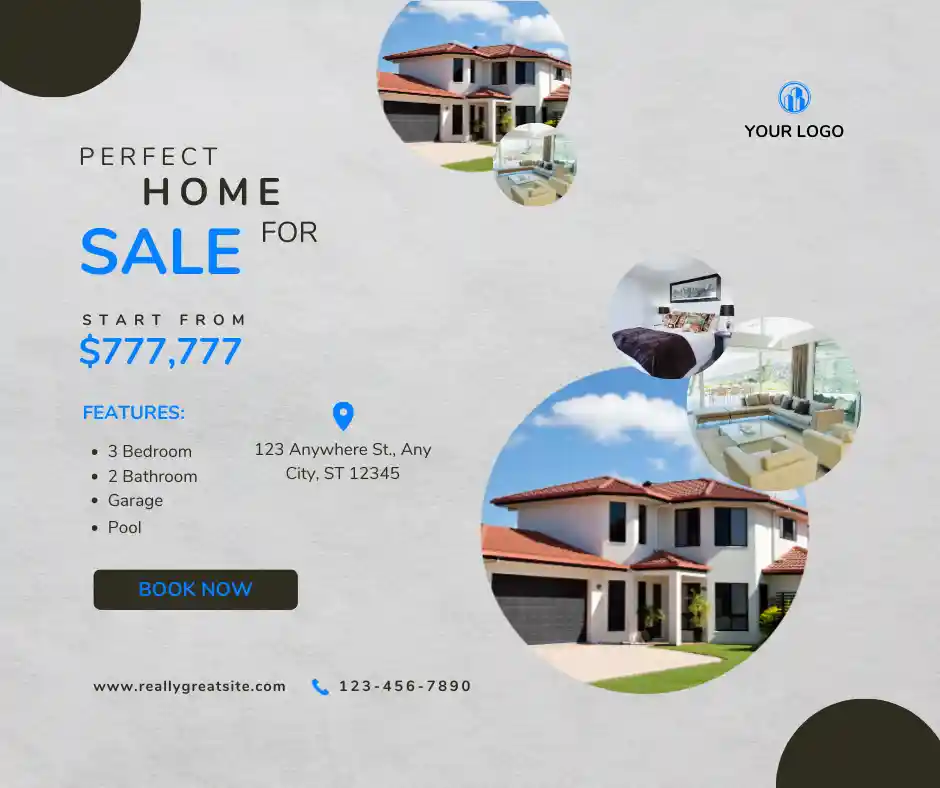 YOUR LOGO
PERFECT
HOME
FOR
SALE
START FROM
$777,777
FEATURES:
3 Bedroom
2 Bathroom
Garage
Pool
123 Anywhere St., Any
City, ST 12345
BOOK NOW
www.reallygreatsite.com
123-456-7890